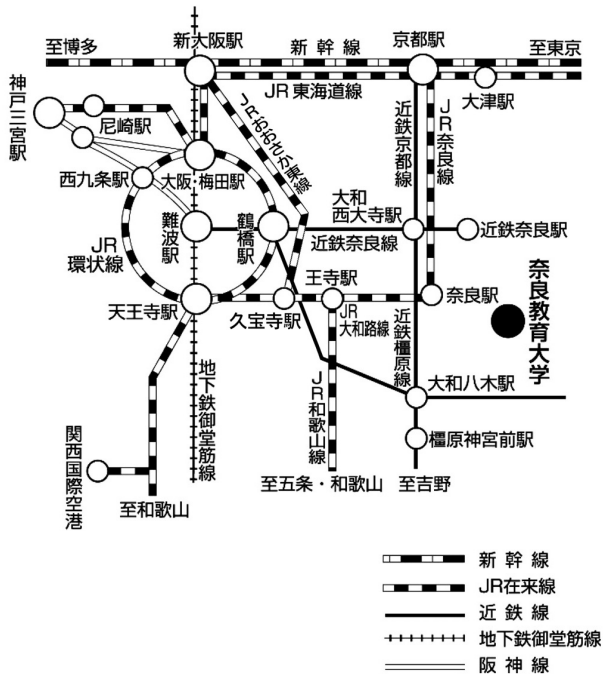 至博多
新大阪駅
新幹線
京都駅
至東京
JR東海道線
大津駅
神戸三宮駅
尼崎駅
JRおおさか東線
近鉄京都線
JR奈良線
西九条駅
大阪・梅田駅
大和
西大寺駅
難波駅
鶴橋駅
近鉄奈良線
近鉄奈良駅
JR
環状線
王寺駅
奈良駅
奈良教育大学
天王寺駅
久宝寺駅
JR
大和路線
近鉄橿原線
地下鉄御堂筋線
JR和歌山線
大和八木駅
関西国際空港
橿原神宮前駅
至和歌山
至五条・和歌山
至吉野
新幹線
JR在来線
近鉄線
地下鉄御堂筋線
阪神線